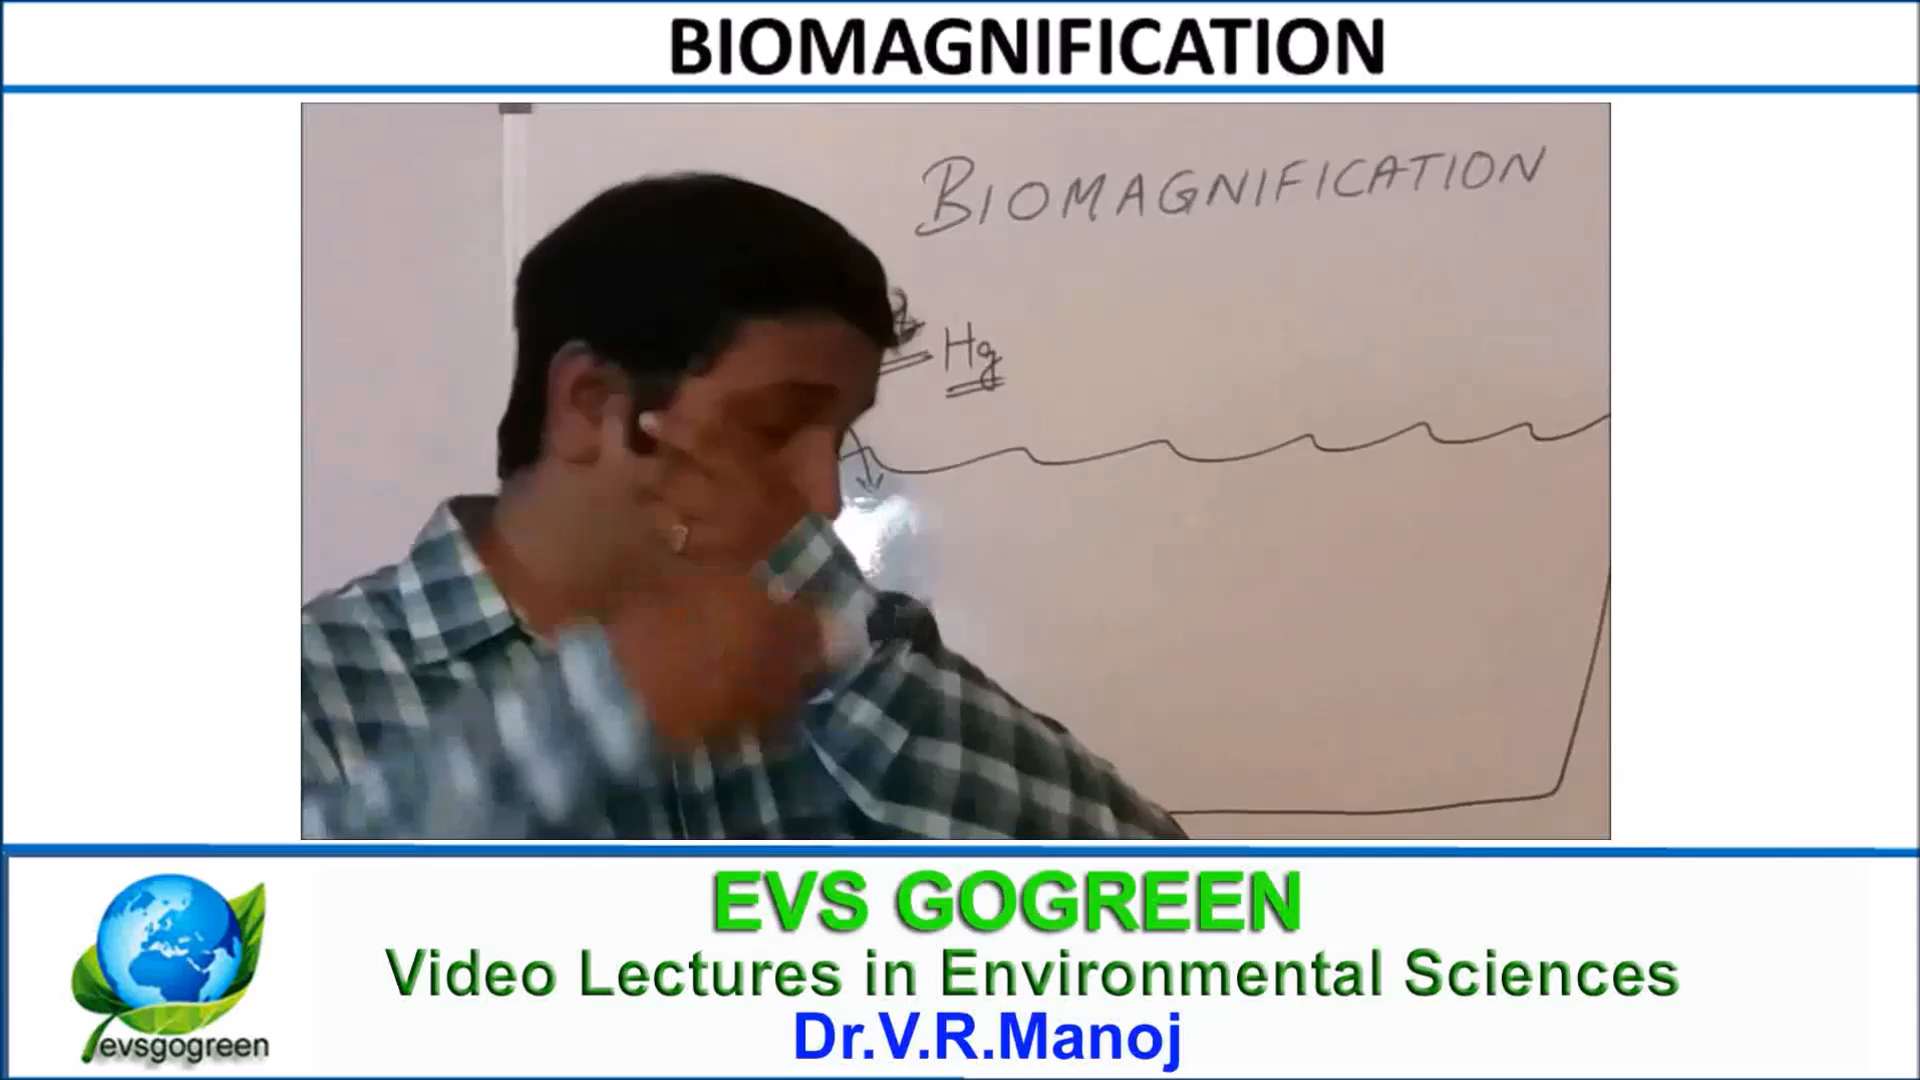 BIOMAGNIFICATION
BIOMAGNIFICATION
Hg
EVS GOGREEN
Video Lectures in Environmental Sciences
Dr.V.R.Manoj
evsgogreen